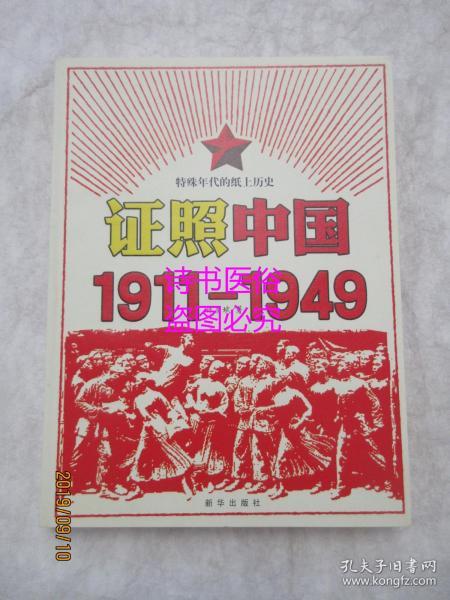 特殊年代的纸上历史
证照中国
1911-1949
诗书医俗
盗图必究
新华出版社
2019/09/10
孔夫子旧书网
www.kongfz.com